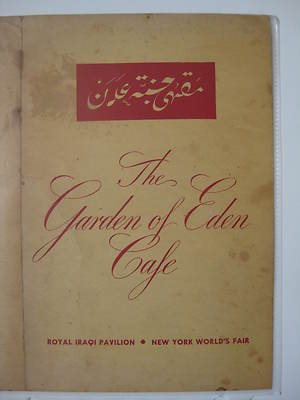 مقهى جنة عدن
The
Garden of Eden
Cafe
ROYAL IRAQI PAVILION • NEW YORK WORLD'S FAIR